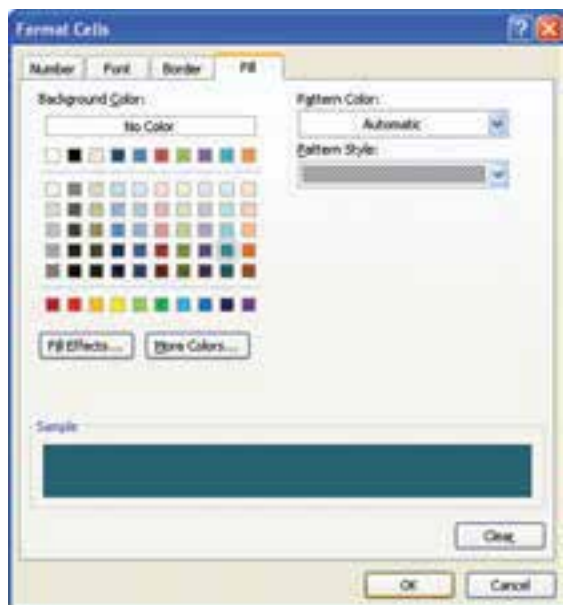 Format Cells
Number Font Border Fill
Background Color:
No Color
Fill Effects... More Colors...
Pattern Color:
Automatic
Pattern Style:
Sample
Clear
OK Cancel